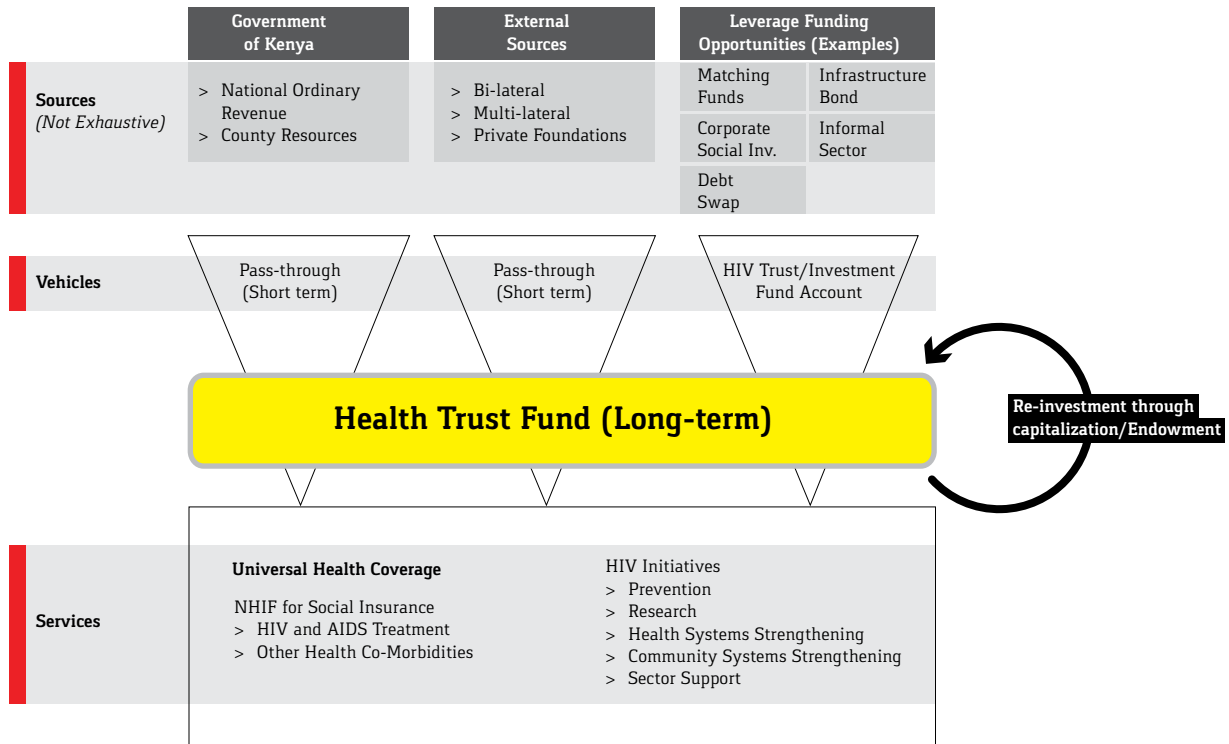 Government
of Kenya
External
Sources
Leverage Funding
Opportunities (Examples)
Sources
(Not Exhaustive)
> National Ordinary
Revenue
> County Resources
> Bi-lateral
> Multi-lateral
> Private Foundations
Matching
Funds
Infrastructure
Bond
Corporate
Social Inv.
Informal
Sector
Debt
Swap
Vehicles
Pass-through
(Short term)
Pass-through
(Short term)
HIV Trust/Investment
Fund Account
Health Trust Fund (Long-term)
Re-investment through
capitalization/Endowment
Services
Universal Health Coverage
NHIF for Social Insurance
> HIV and AIDS Treatment
> Other Health Co-Morbidities
HIV Initiatives
> Prevention
> Research
> Health Systems Strengthening
> Community Systems Strengthening
> Sector Support